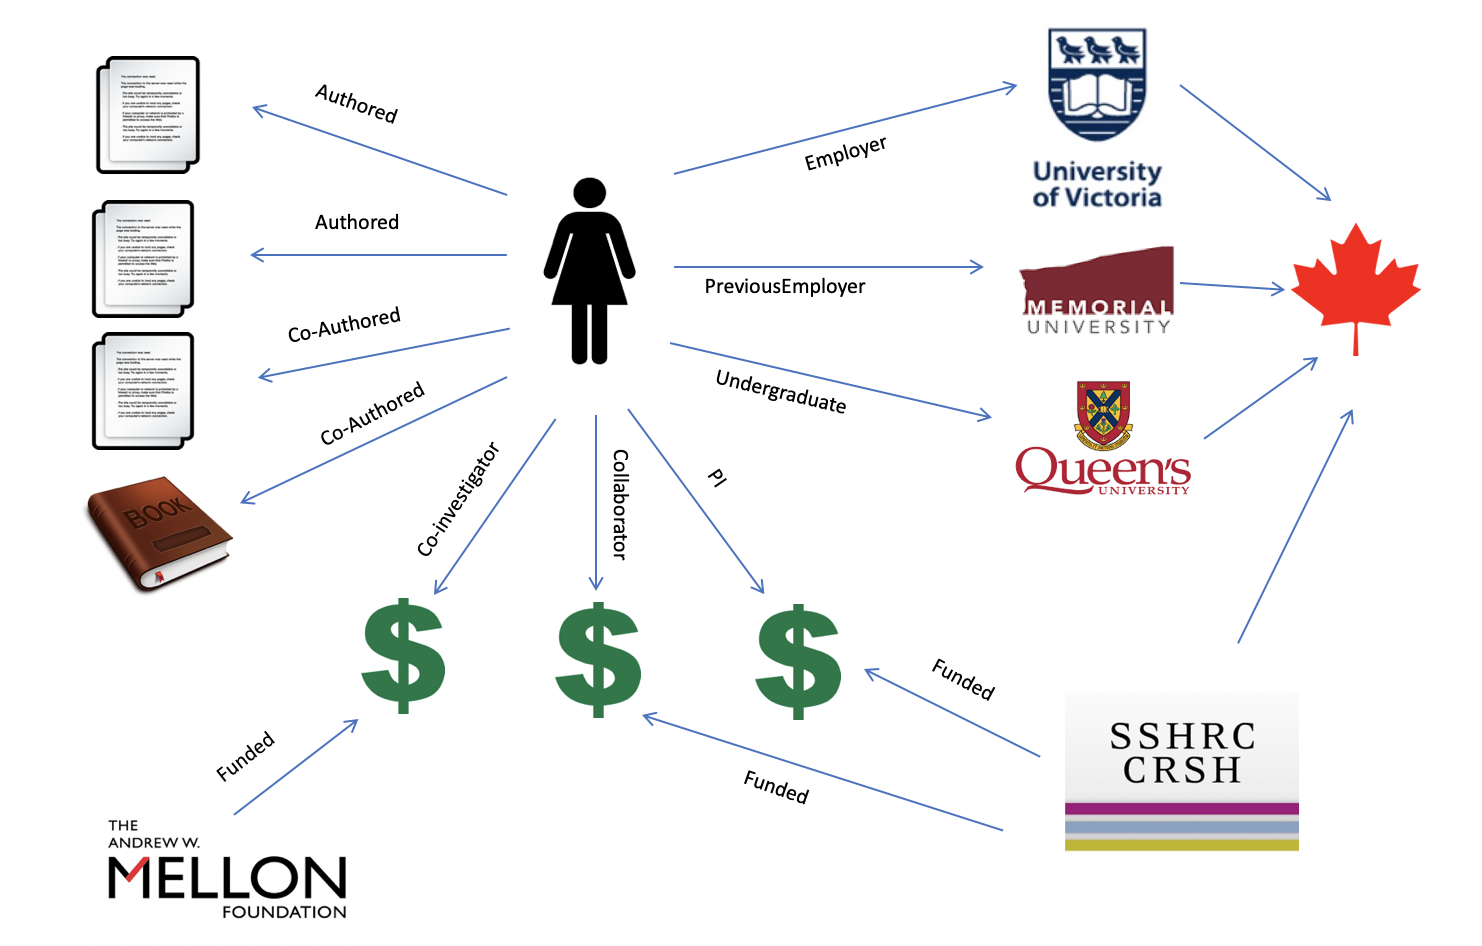 Authored
Authored
Co-Authored
Co-Authored
BOOK
Employer
PreviousEmployer
Undergraduate
University
of Victoria
MEMORIAL
UNIVERSITY
Queen's
UNIVERSITY
Co-investigator
Collaborator
PI
$
$
$
Funded
Funded
Funded
THE
ANDREW W.
MELLON
FOUNDATION
SSHRC
CRSH